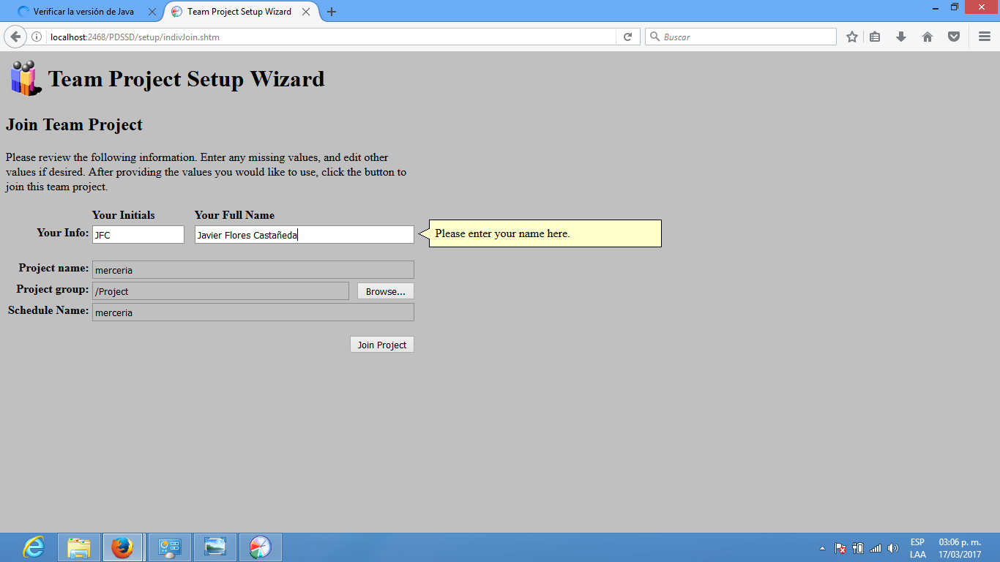 Verificar la versión de Java
Team Project Setup Wizard
localhost:2468/PDSSD/setup/indivJoin.shtm
Buscar
Team Project Setup Wizard
Join Team Project
Please review the following information. Enter any missing values, and edit other
values if desired. After providing the values you would like to use, click the button to
join this team project.
Your Initials Your Full Name
Your Info: JFC Javier Flores Castañeda Please enter your name here.
Project name: merceria
Project group: /Project Browse...
Schedule Name: merceria
Join Project
ESP 03:06 p. m.
LAA 17/03/2017